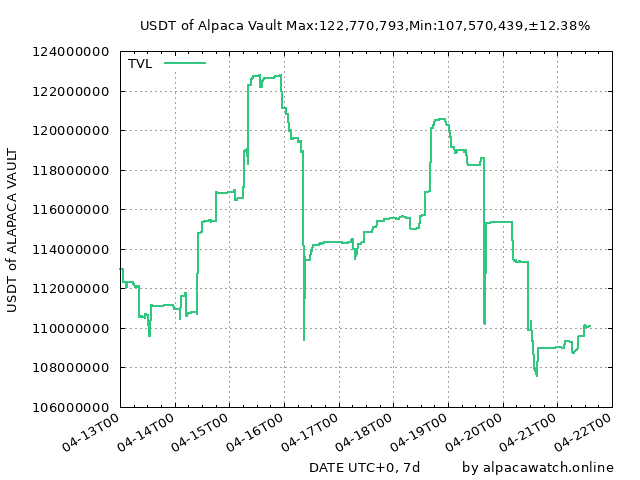 USDT of Alpaca Vault Max:122,770,793,Min:107,570,439,±12.38%
TVL
124000000
122000000
120000000
118000000
116000000
114000000
112000000
110000000
108000000
106000000
USDT of ALAPACA VAULT
04-13T00
04-14T00
04-15T00
04-16T00
04-17T00
04-18T00
04-19T00
04-20T00
04-21T00
04-22T00
DATE UTC+0, 7d
by alpacawatch.online